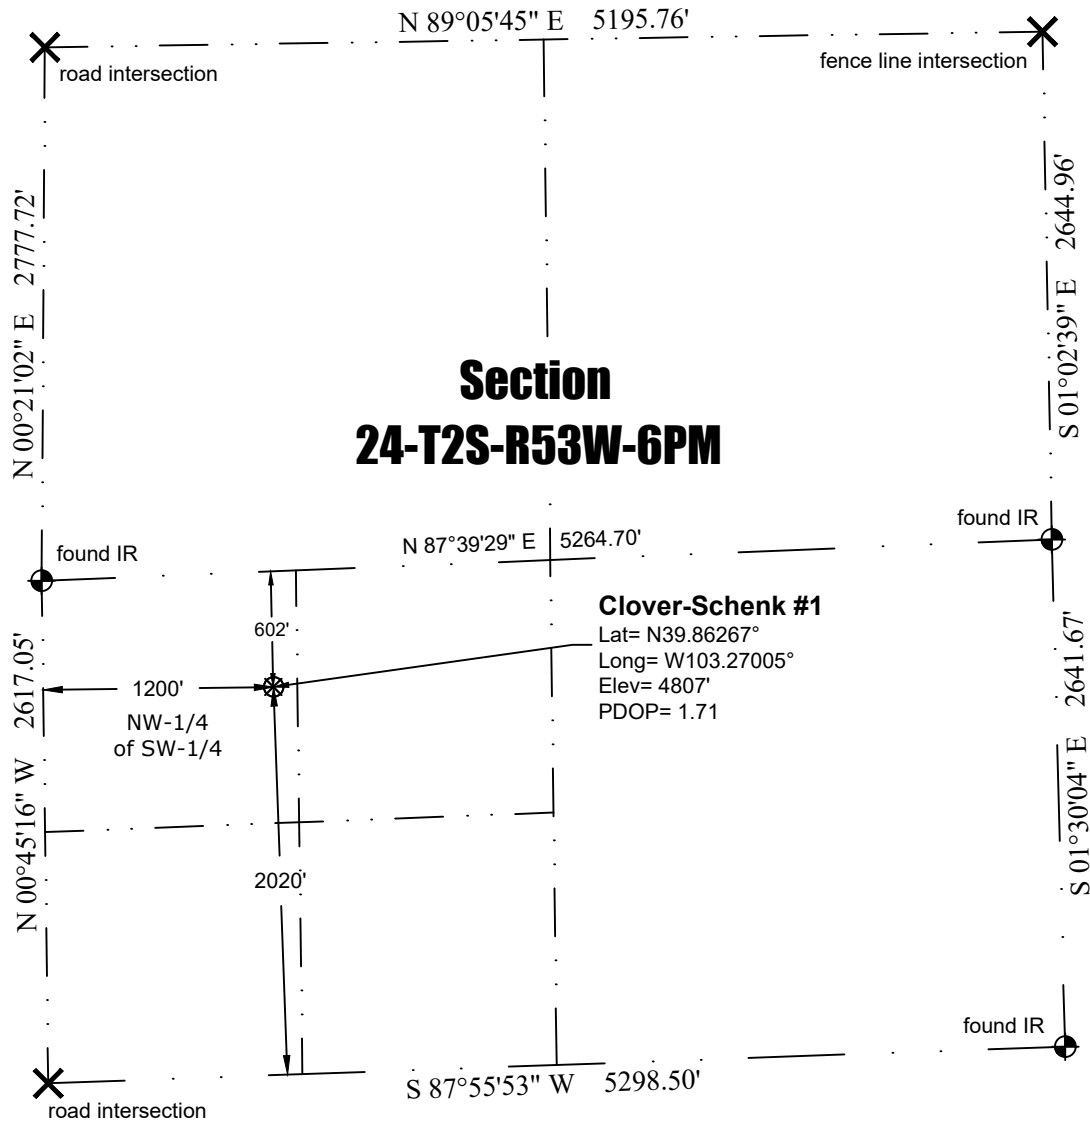 N 89°05'45" E 5195.76'
road intersection
fence line intersection
N 00°21'02" E 2777.72'
S 01°02'39" E 2644.96'
Section
24-T2S-R53W-6PM
found IR
found IR
N 87°39'29" E 5264.70'
602'
Clover-Schenk #1
Lat= N39.86267°
Long= W103.27005°
Elev= 4807'
PDOP= 1.71
1200'
NW-1/4
of SW-1/4
N 00°45'16" W 2617.05'
S 01°30'04" E 2641.67'
2020'
found IR
S 87°55'53" W 5298.50'
road intersection